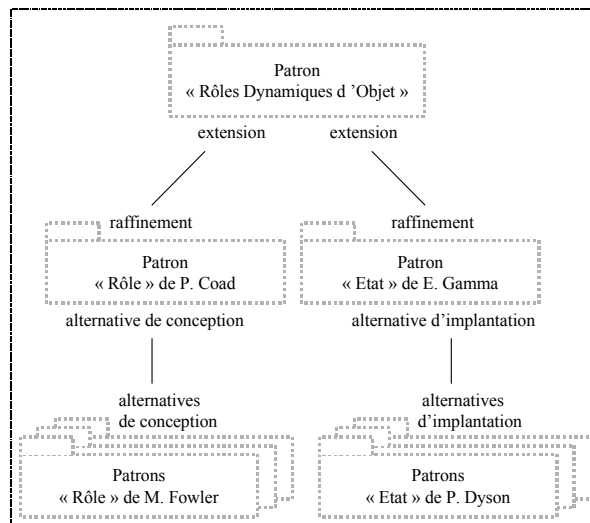 Patron
« Rôles Dynamiques d ’Objet »
extension extension
raffinement raffinement
Patron Patron
« Rôle » de P. Coad « Etat » de E. Gamma
alternative de conception alternative d’implantation
alternatives alternatives
de conception d’implantation
Patrons Patrons
« Rôle » de M. Fowler « Etat » de P. Dyson